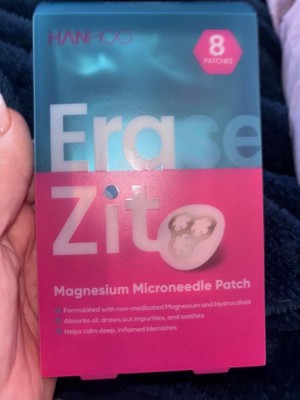 HANHOO
8
PATCHES
Erase
Zit
Magnesium Microneedle Patch
Formulated with non-medicated Magnesium and Hydrocolloid
Absorbs oil, draws out impurities, and soothes
Helps calm deep, inflamed blemishes